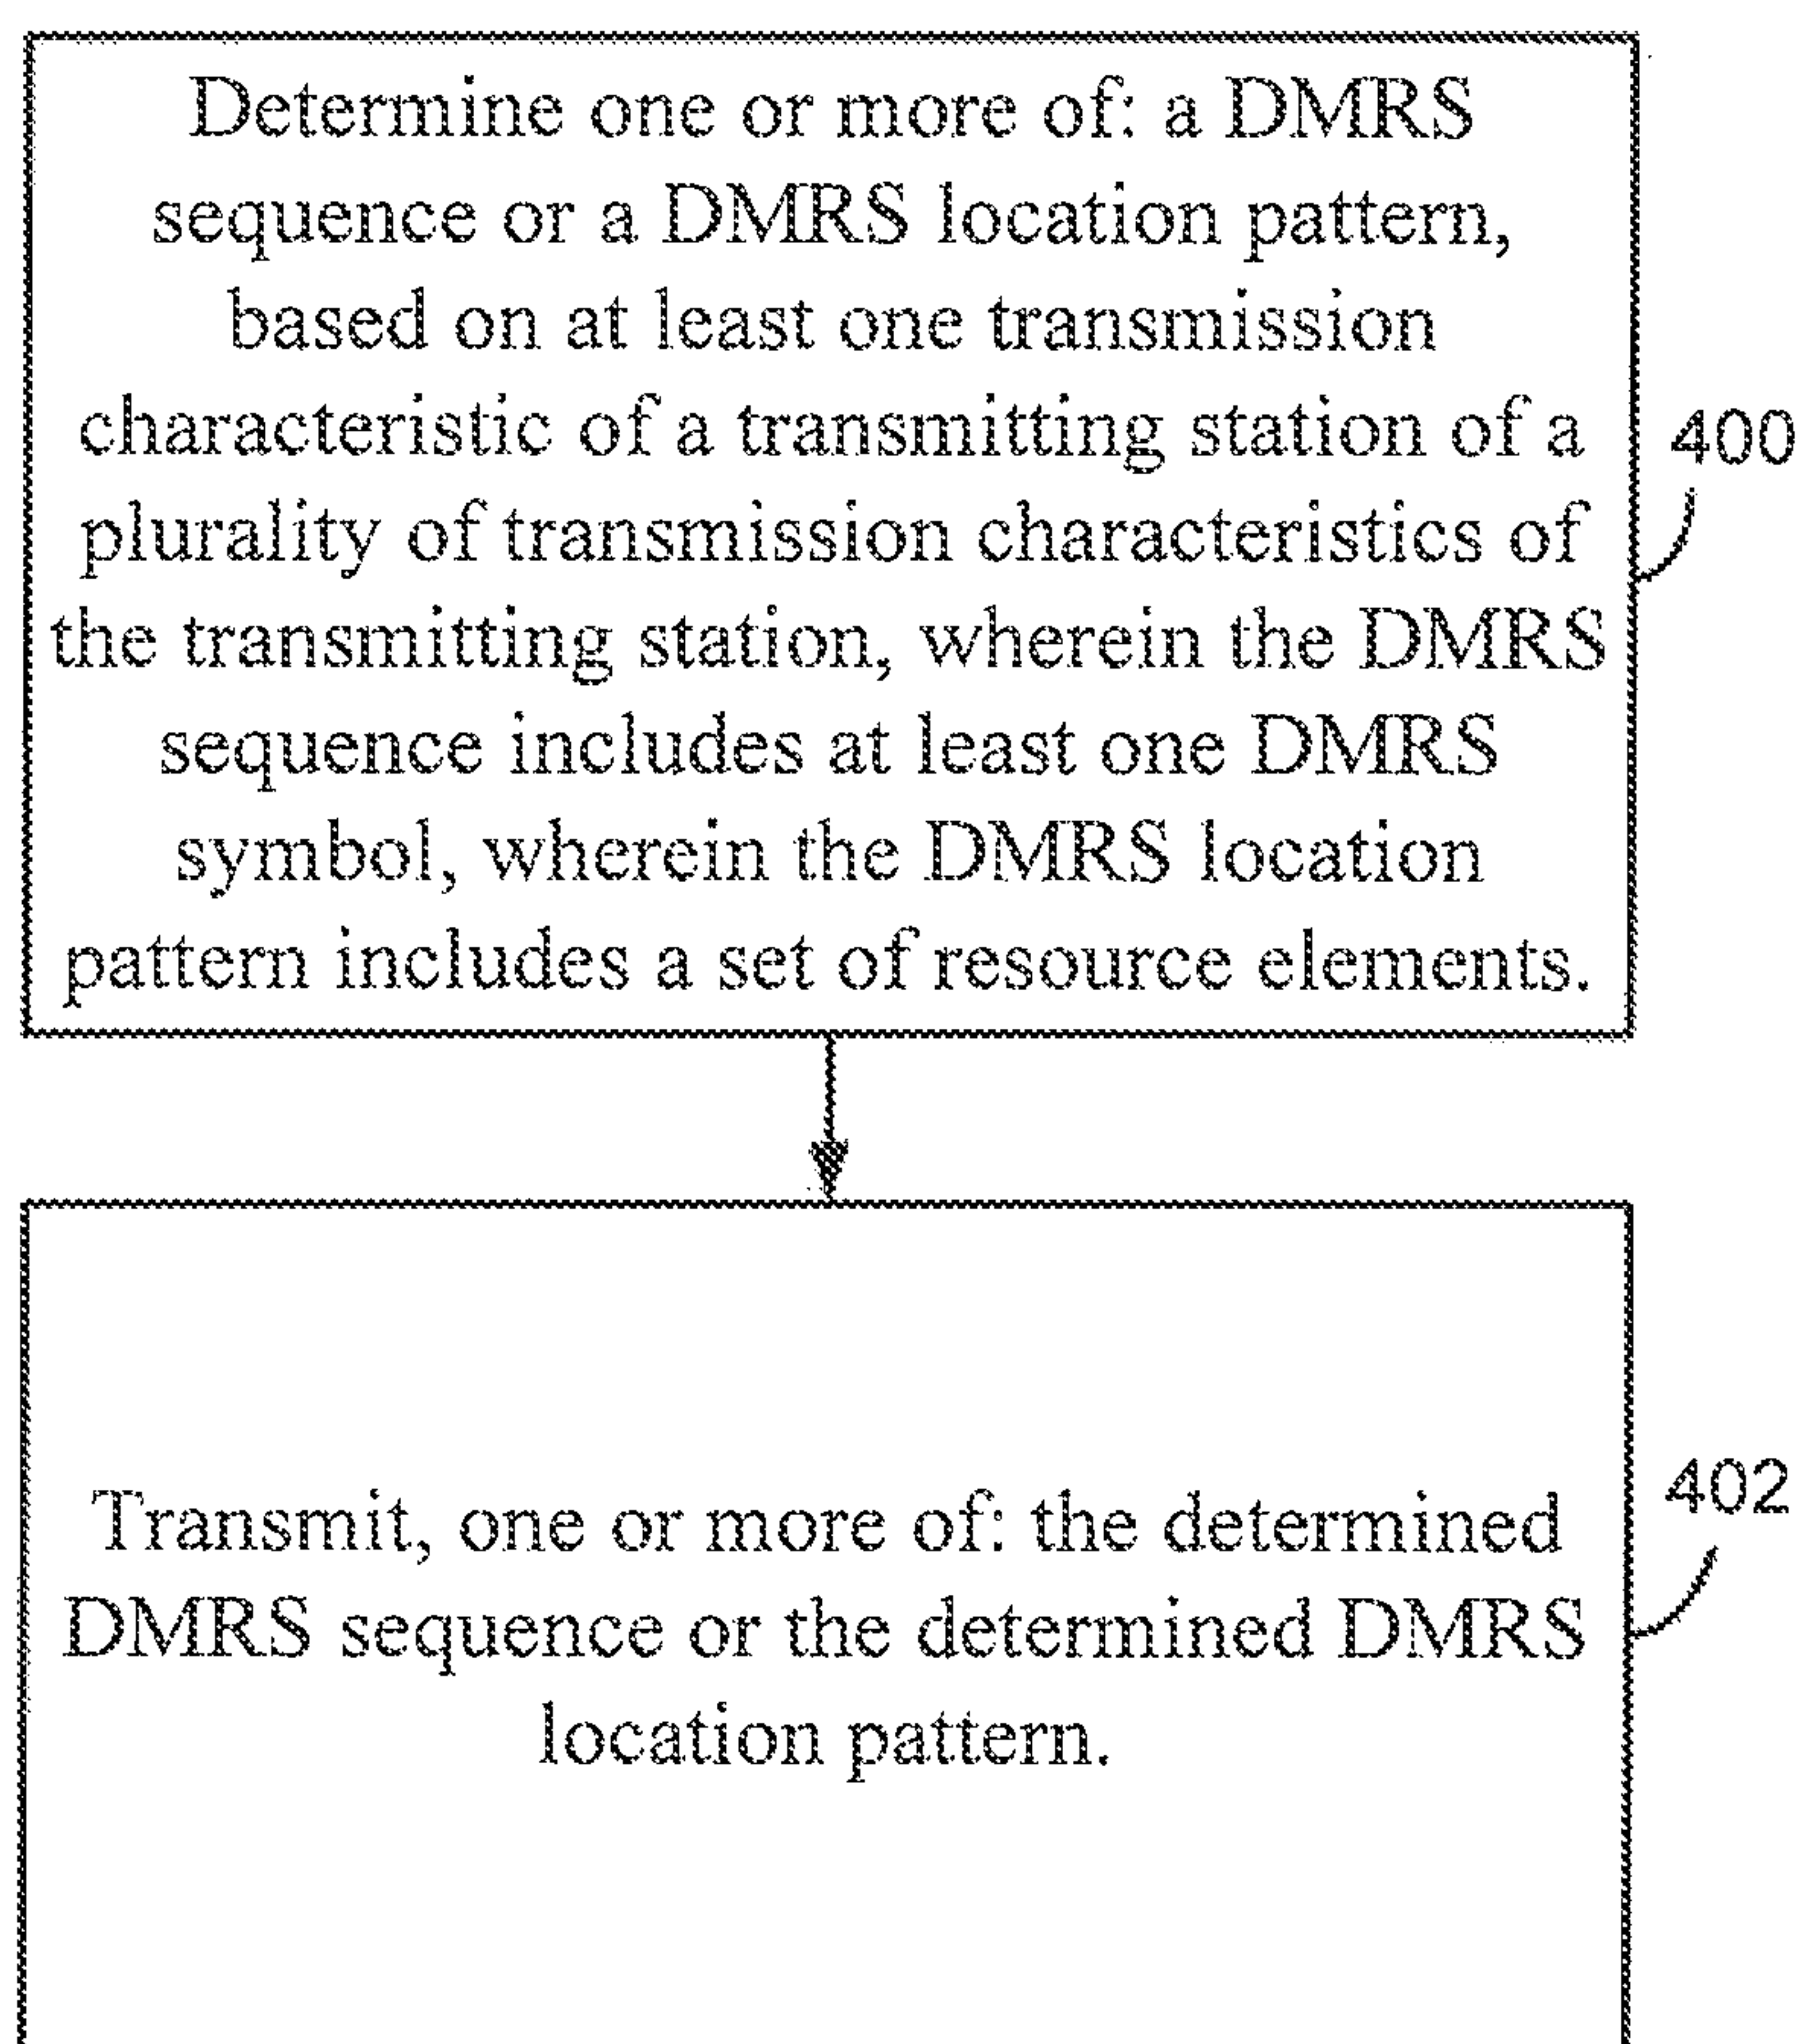 Determine one or more of: a DMRS
sequence or a DMRS location pattern,
based on at least one transmission
characteristic of a transmitting station of a
plurality of transmission characteristics of
the transmitting station, wherein the DMRS
sequence includes at least one DMRS
symbol, wherein the DMRS location
pattern includes a set of resource elements.
400
Transmit, one or more of: the determined
DMRS sequence or the determined DMRS
location pattern.
402